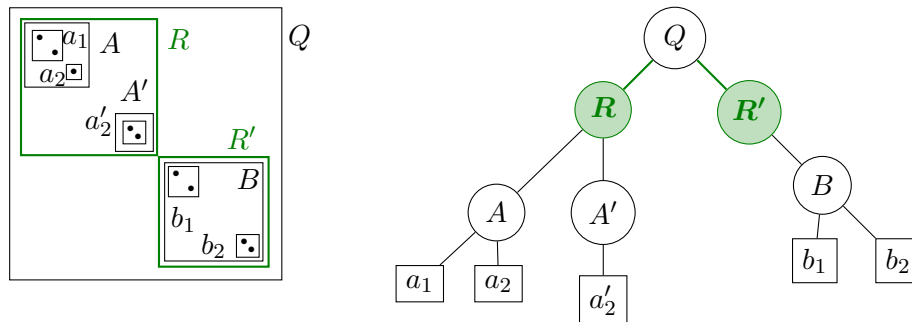 a₁ A R Q
a₂
A′
a′₂
R′
B
b₁
b₂
Q
R R′
A A′ B
a₁ a₂ a′₂ b₁ b₂